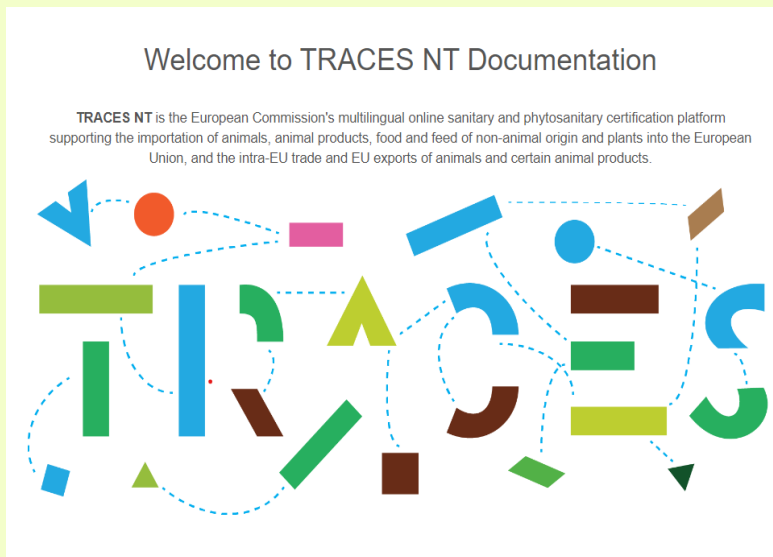 Welcome to TRACES NT Documentation
TRACES NT is the European Commission's multilingual online sanitary and phytosanitary certification platform
supporting the importation of animals, animal products, food and feed of non-animal origin and plants into the European
Union, and the intra-EU trade and EU exports of animals and certain animal products.
TRACES